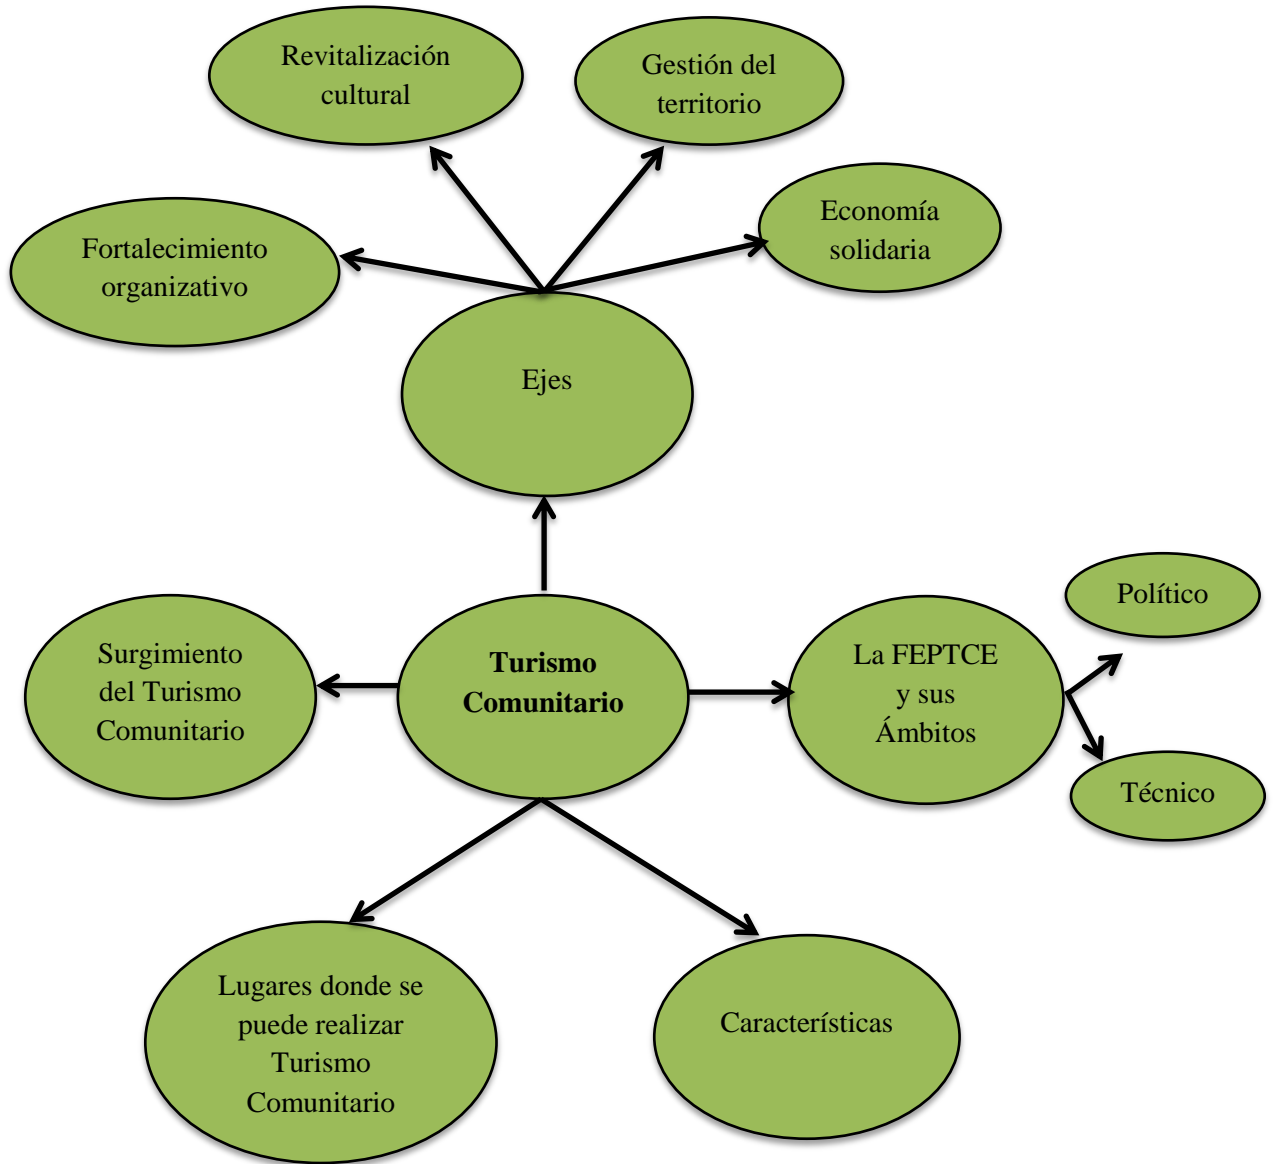 Revitalización
cultural
Gestión del
territorio
Economía
solidaria
Fortalecimiento
organizativo
Ejes
Político
Surgimiento
del Turismo
Comunitario
Turismo
Comunitario
La FEPTCE
y sus
Ámbitos
Técnico
Lugares donde se
puede realizar
Turismo
Comunitario
Características